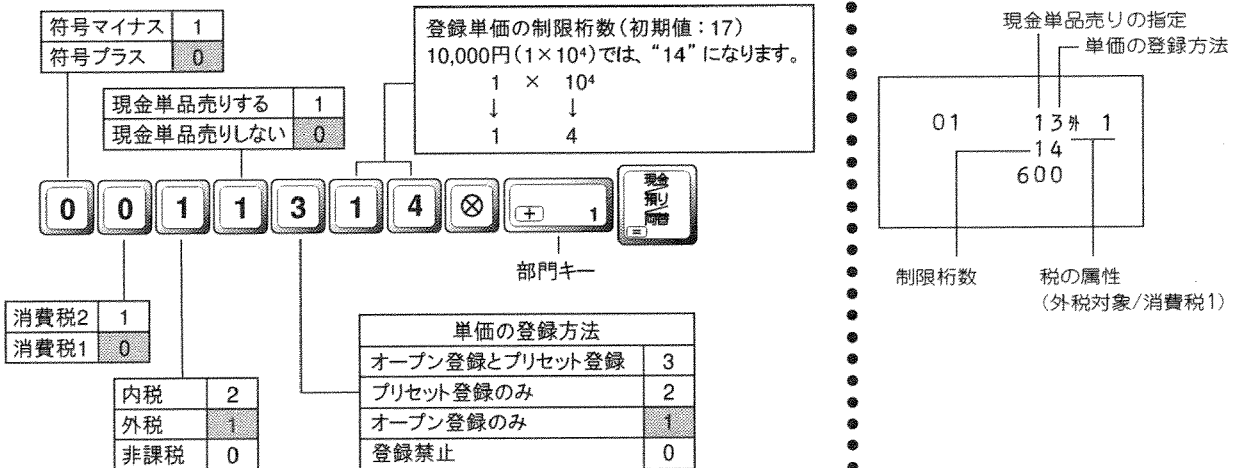 符号マイナス 1
符号プラス 0
現金単品売りする 1
現金単品売りしない 0
登録単価の制限桁数(初期値:17)
10,000円(1×10⁴)では、“14”になります。
1 × 10⁴
↓ ↓
1 4
0 0 1 1 3 1 4 ⊗ + 1 現金/預り/両替 =
部門キー
消費税2 1
消費税1 0
内税 2
外税 1
非課税 0
単価の登録方法
オープン登録とプリセット登録 3
プリセット登録のみ 2
オープン登録のみ 1
登録禁止 0
現金単品売りの指定
単価の登録方法
01 13外 1
14
600
制限桁数
税の属性
(外税対象/消費税1)